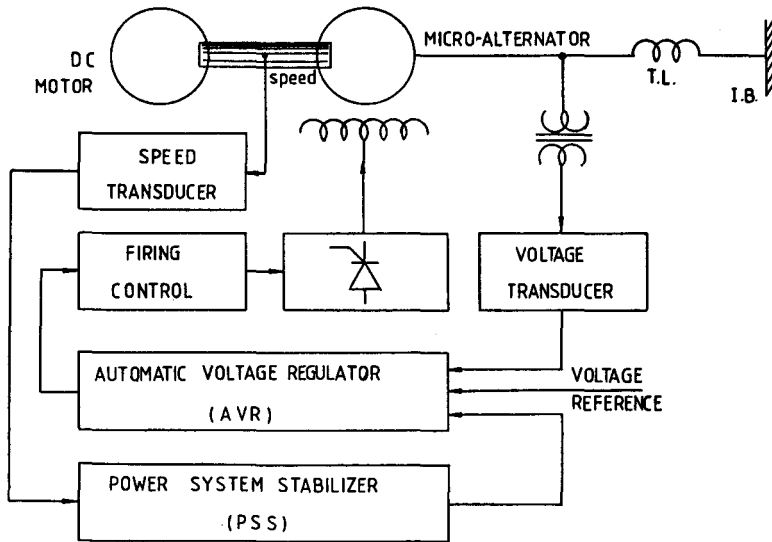 DC
MOTOR
speed
MICRO-ALTERNATOR
T.L.
I.B.
SPEED
TRANSDUCER
FIRING
CONTROL
VOLTAGE
TRANSDUCER
AUTOMATIC VOLTAGE REGULATOR
(AVR)
VOLTAGE
REFERENCE
POWER SYSTEM STABILIZER
(PSS)